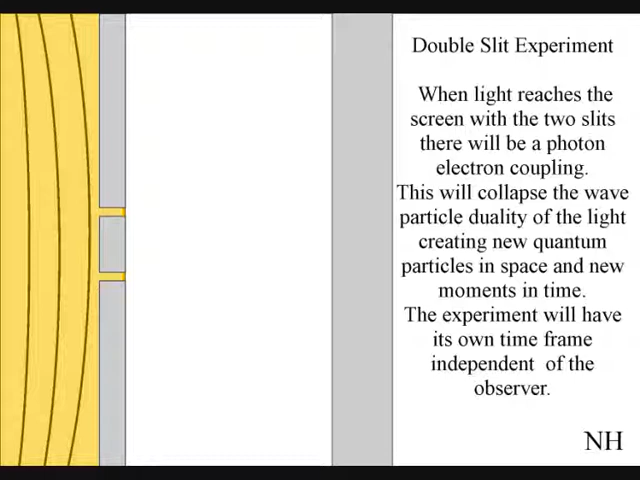 Double Slit Experiment
When light reaches the
screen with the two slits
there will be a photon
electron coupling.
This will collapse the wave
particle duality of the light
creating new quantum
particles in space and new
moments in time.
The experiment will have
its own time frame
independent of the
observer.
NH